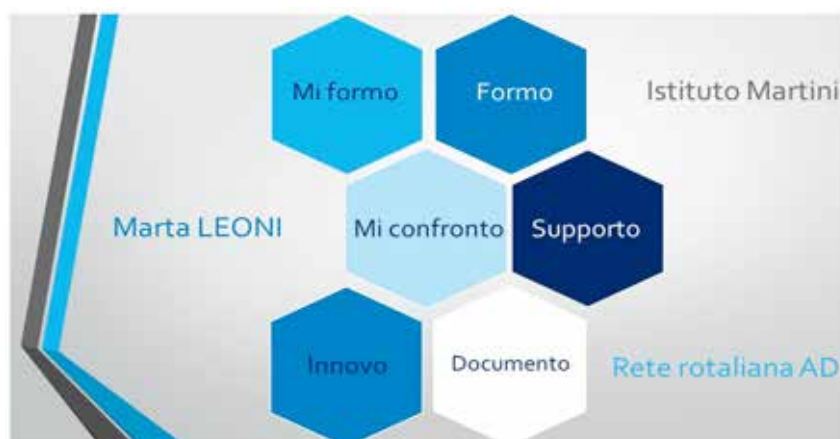 Mi formo
Formo
Istituto Martini
Marta LEONI
Mi confronto
Supporto
Innovo
Documento
Rete rotaliana AD